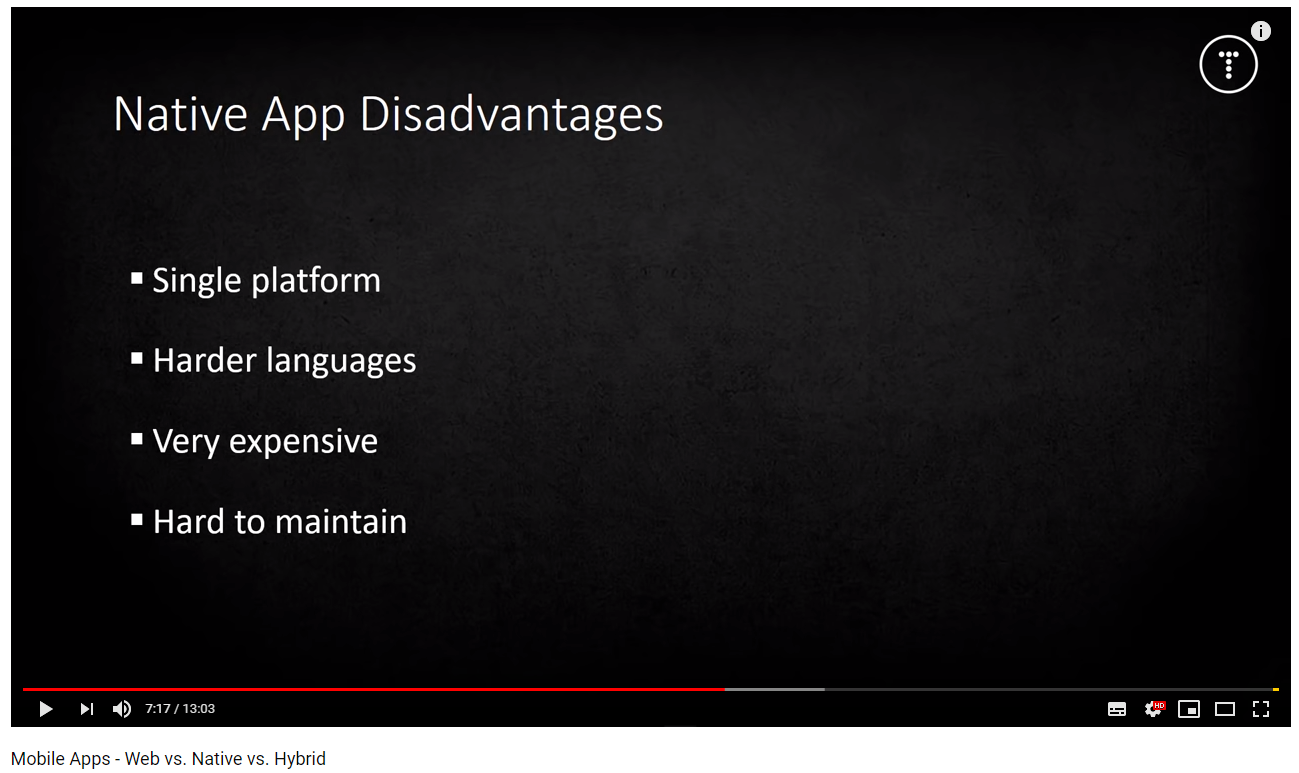 i
T
Native App Disadvantages
▪ Single platform
▪ Harder languages
▪ Very expensive
▪ Hard to maintain
7:17 / 13:03
HD
Mobile Apps - Web vs. Native vs. Hybrid